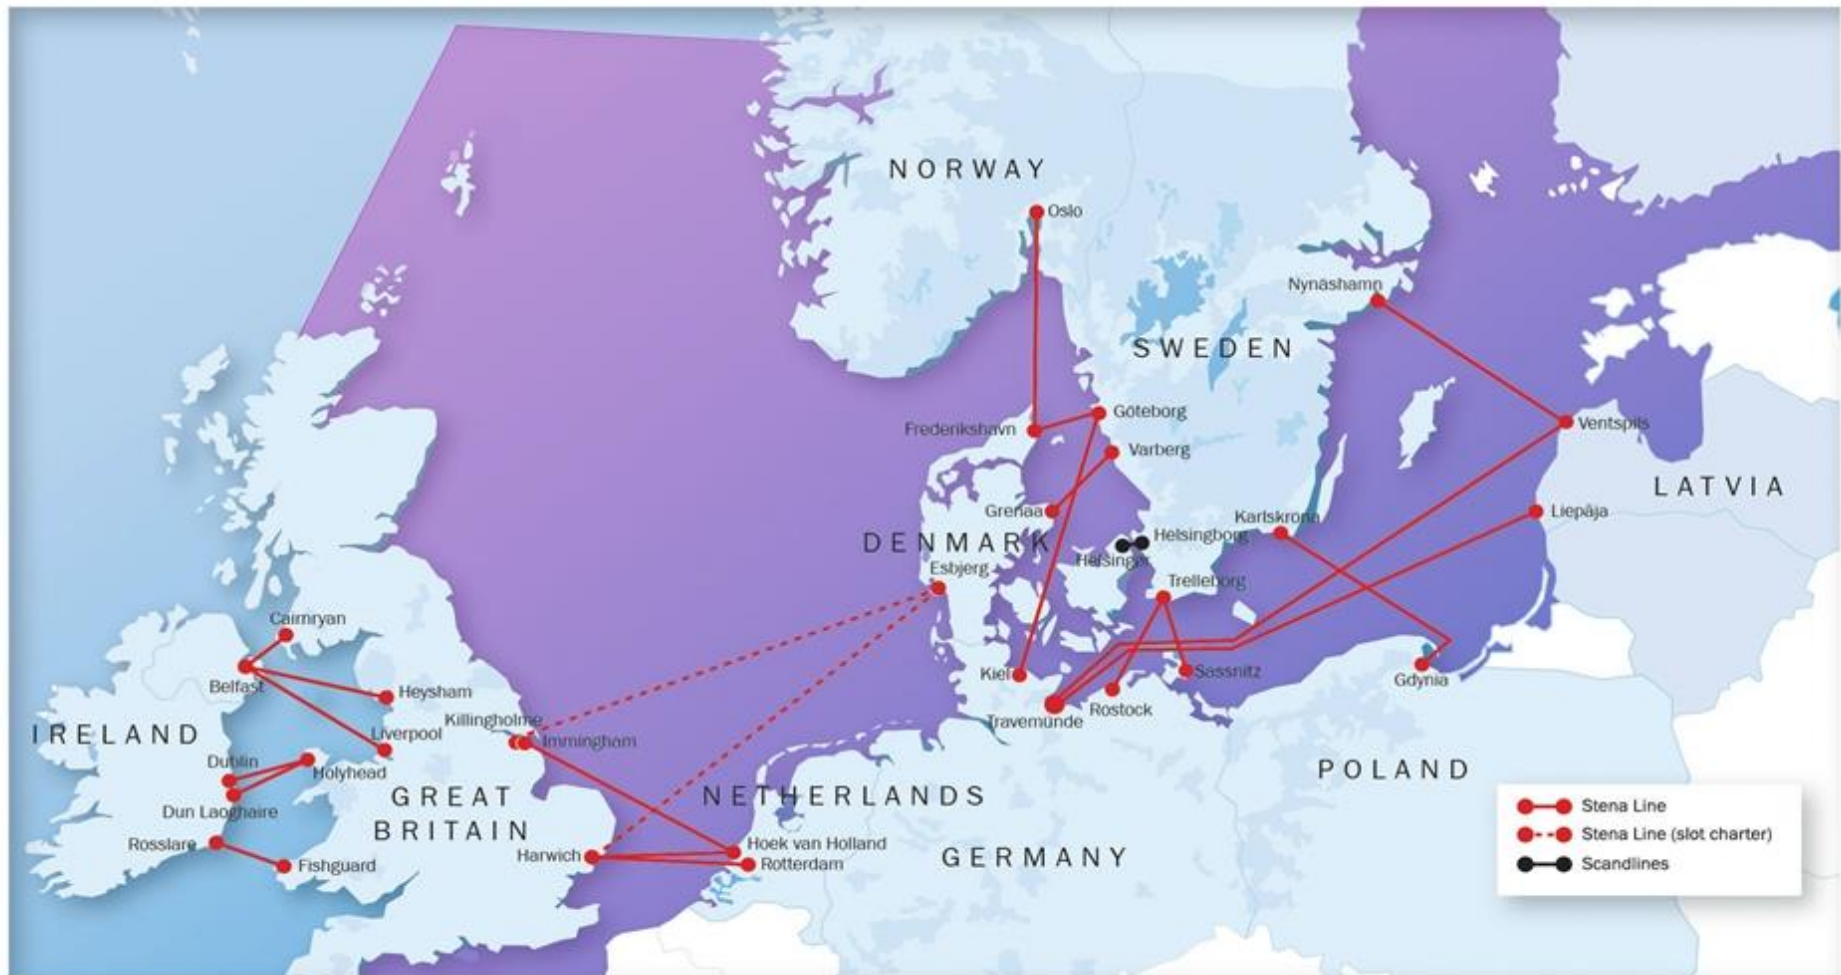 NORWAY
Oslo
Nynäshamn
SWEDEN
Göteborg
Frederikshavn
Ventspils
Varberg
LATVIA
Grenaa
Liepäja
Karlskrona
Helsingborg
DENMARK
Helsingør
Esbjerg
Trelleborg
Cairnryan
Kiel
Sassnitz
Gdynia
Belfast
Heysham
Rostock
Travemünde
Killingholme
IRELAND
Liverpool
Immingham
Dublin
Holyhead
POLAND
GREAT
BRITAIN
NETHERLANDS
Dun Laoghaire
Rosslare
Hoek van Holland
Harwich
Rotterdam
GERMANY
Fishguard
Stena Line
Stena Line (slot charter)
Scandlines